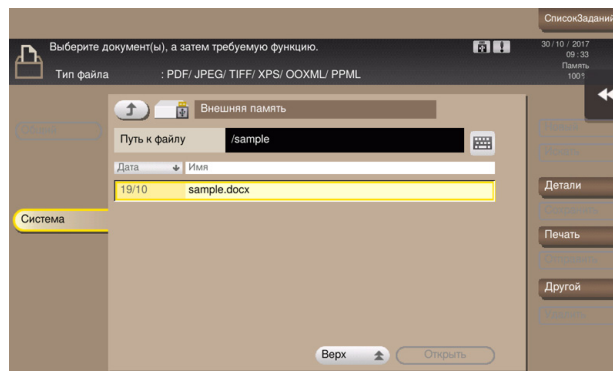 СписокЗаданий
Выберите документ(ы), а затем требуемую функцию.
30/10/2017
09:33
Тип файла : PDF/ JPEG/ TIFF/ XPS/ OOXML/ PPML
Память
Внешняя память
Путь к файлу /sample
Дата Имя
19/10 sample.docx
Детали
Система
Печать
Другой
Верх Открыть